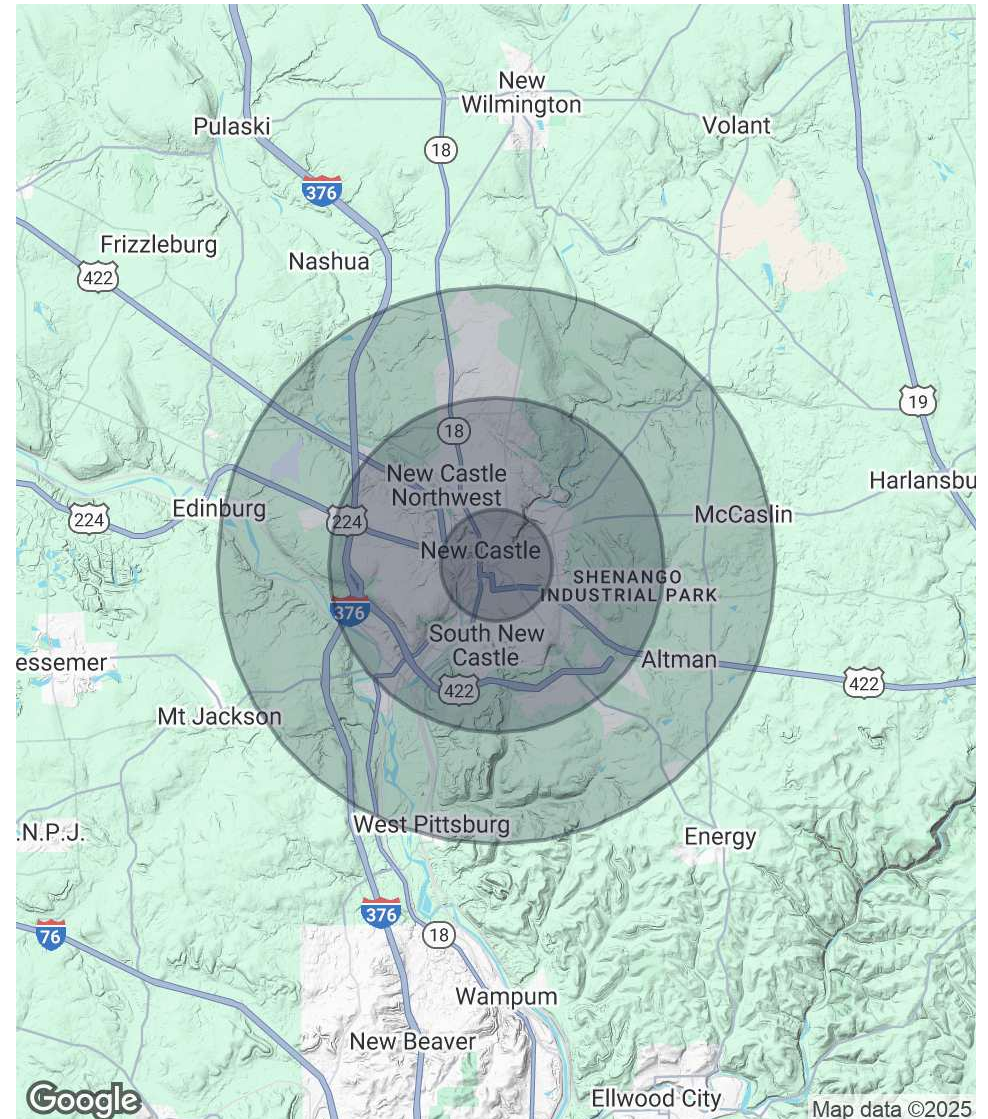 New
Wilmington
Pulaski
Volant
18
376
Frizzleburg
Nashua
422
19
18
New Castle
Northwest
Harlansbu
Edinburg
224
224
McCaslin
New Castle
SHENANGO
INDUSTRIAL PARK
376
South New
Castle
essemer
Altman
422
422
Mt Jackson
West Pittsburg
.N.P.J.
Energy
376
76
18
Wampum
New Beaver
Ellwood City
Google
Map data ©2025